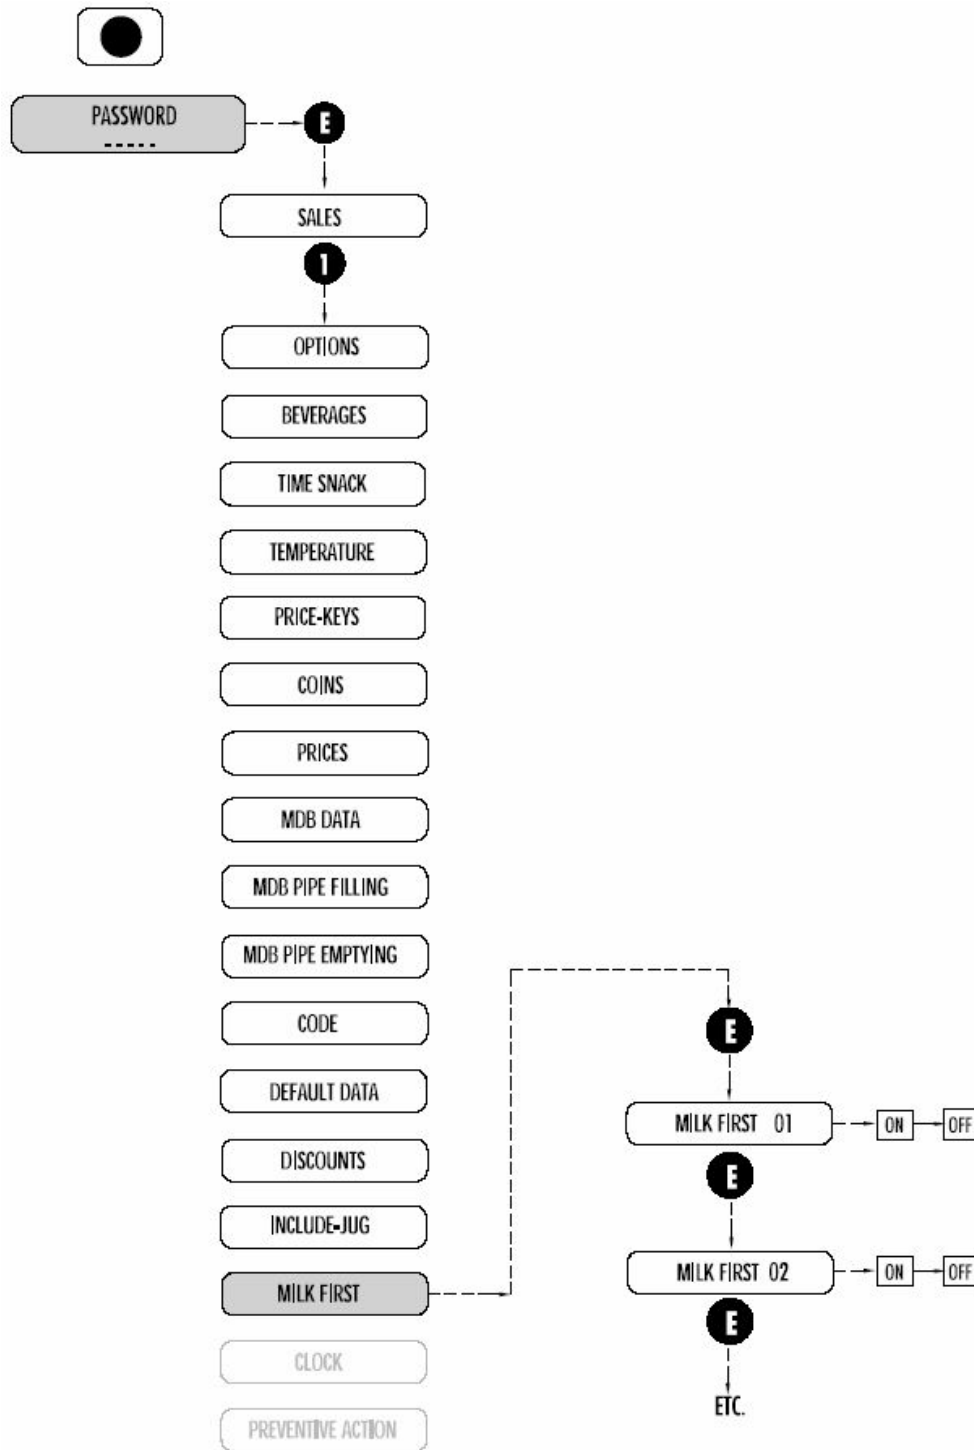 PASSWORD
-----
E
SALES
1
OPTIONS
BEVERAGES
TIME SNACK
TEMPERATURE
PRICE-KEYS
COINS
PRICES
MDB DATA
MDB PIPE FILLING
MDB PIPE EMPTYING
CODE
DEFAULT DATA
DISCOUNTS
INCLUDE-JUG
MILK FIRST
CLOCK
PREVENTIVE ACTION
E
MILK FIRST 01 ON OFF
E
MILK FIRST 02 ON OFF
E
ETC.